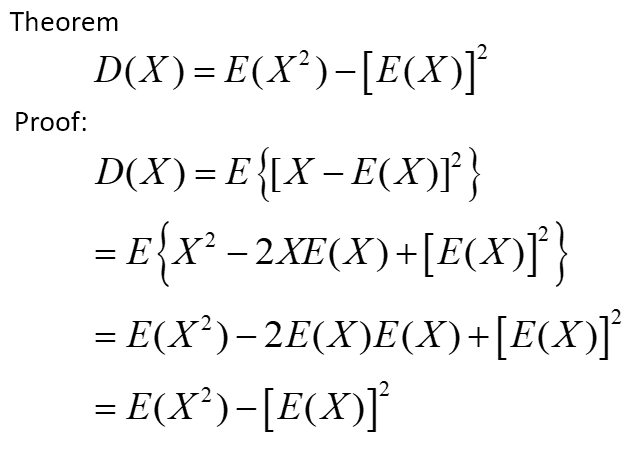 Theorem
D(X) = E(X²) − [E(X)]²
Proof:
D(X) = E{[X − E(X)]²}
= E{X² − 2XE(X) + [E(X)]²}
= E(X²) − 2E(X)E(X) + [E(X)]²
= E(X²) − [E(X)]²